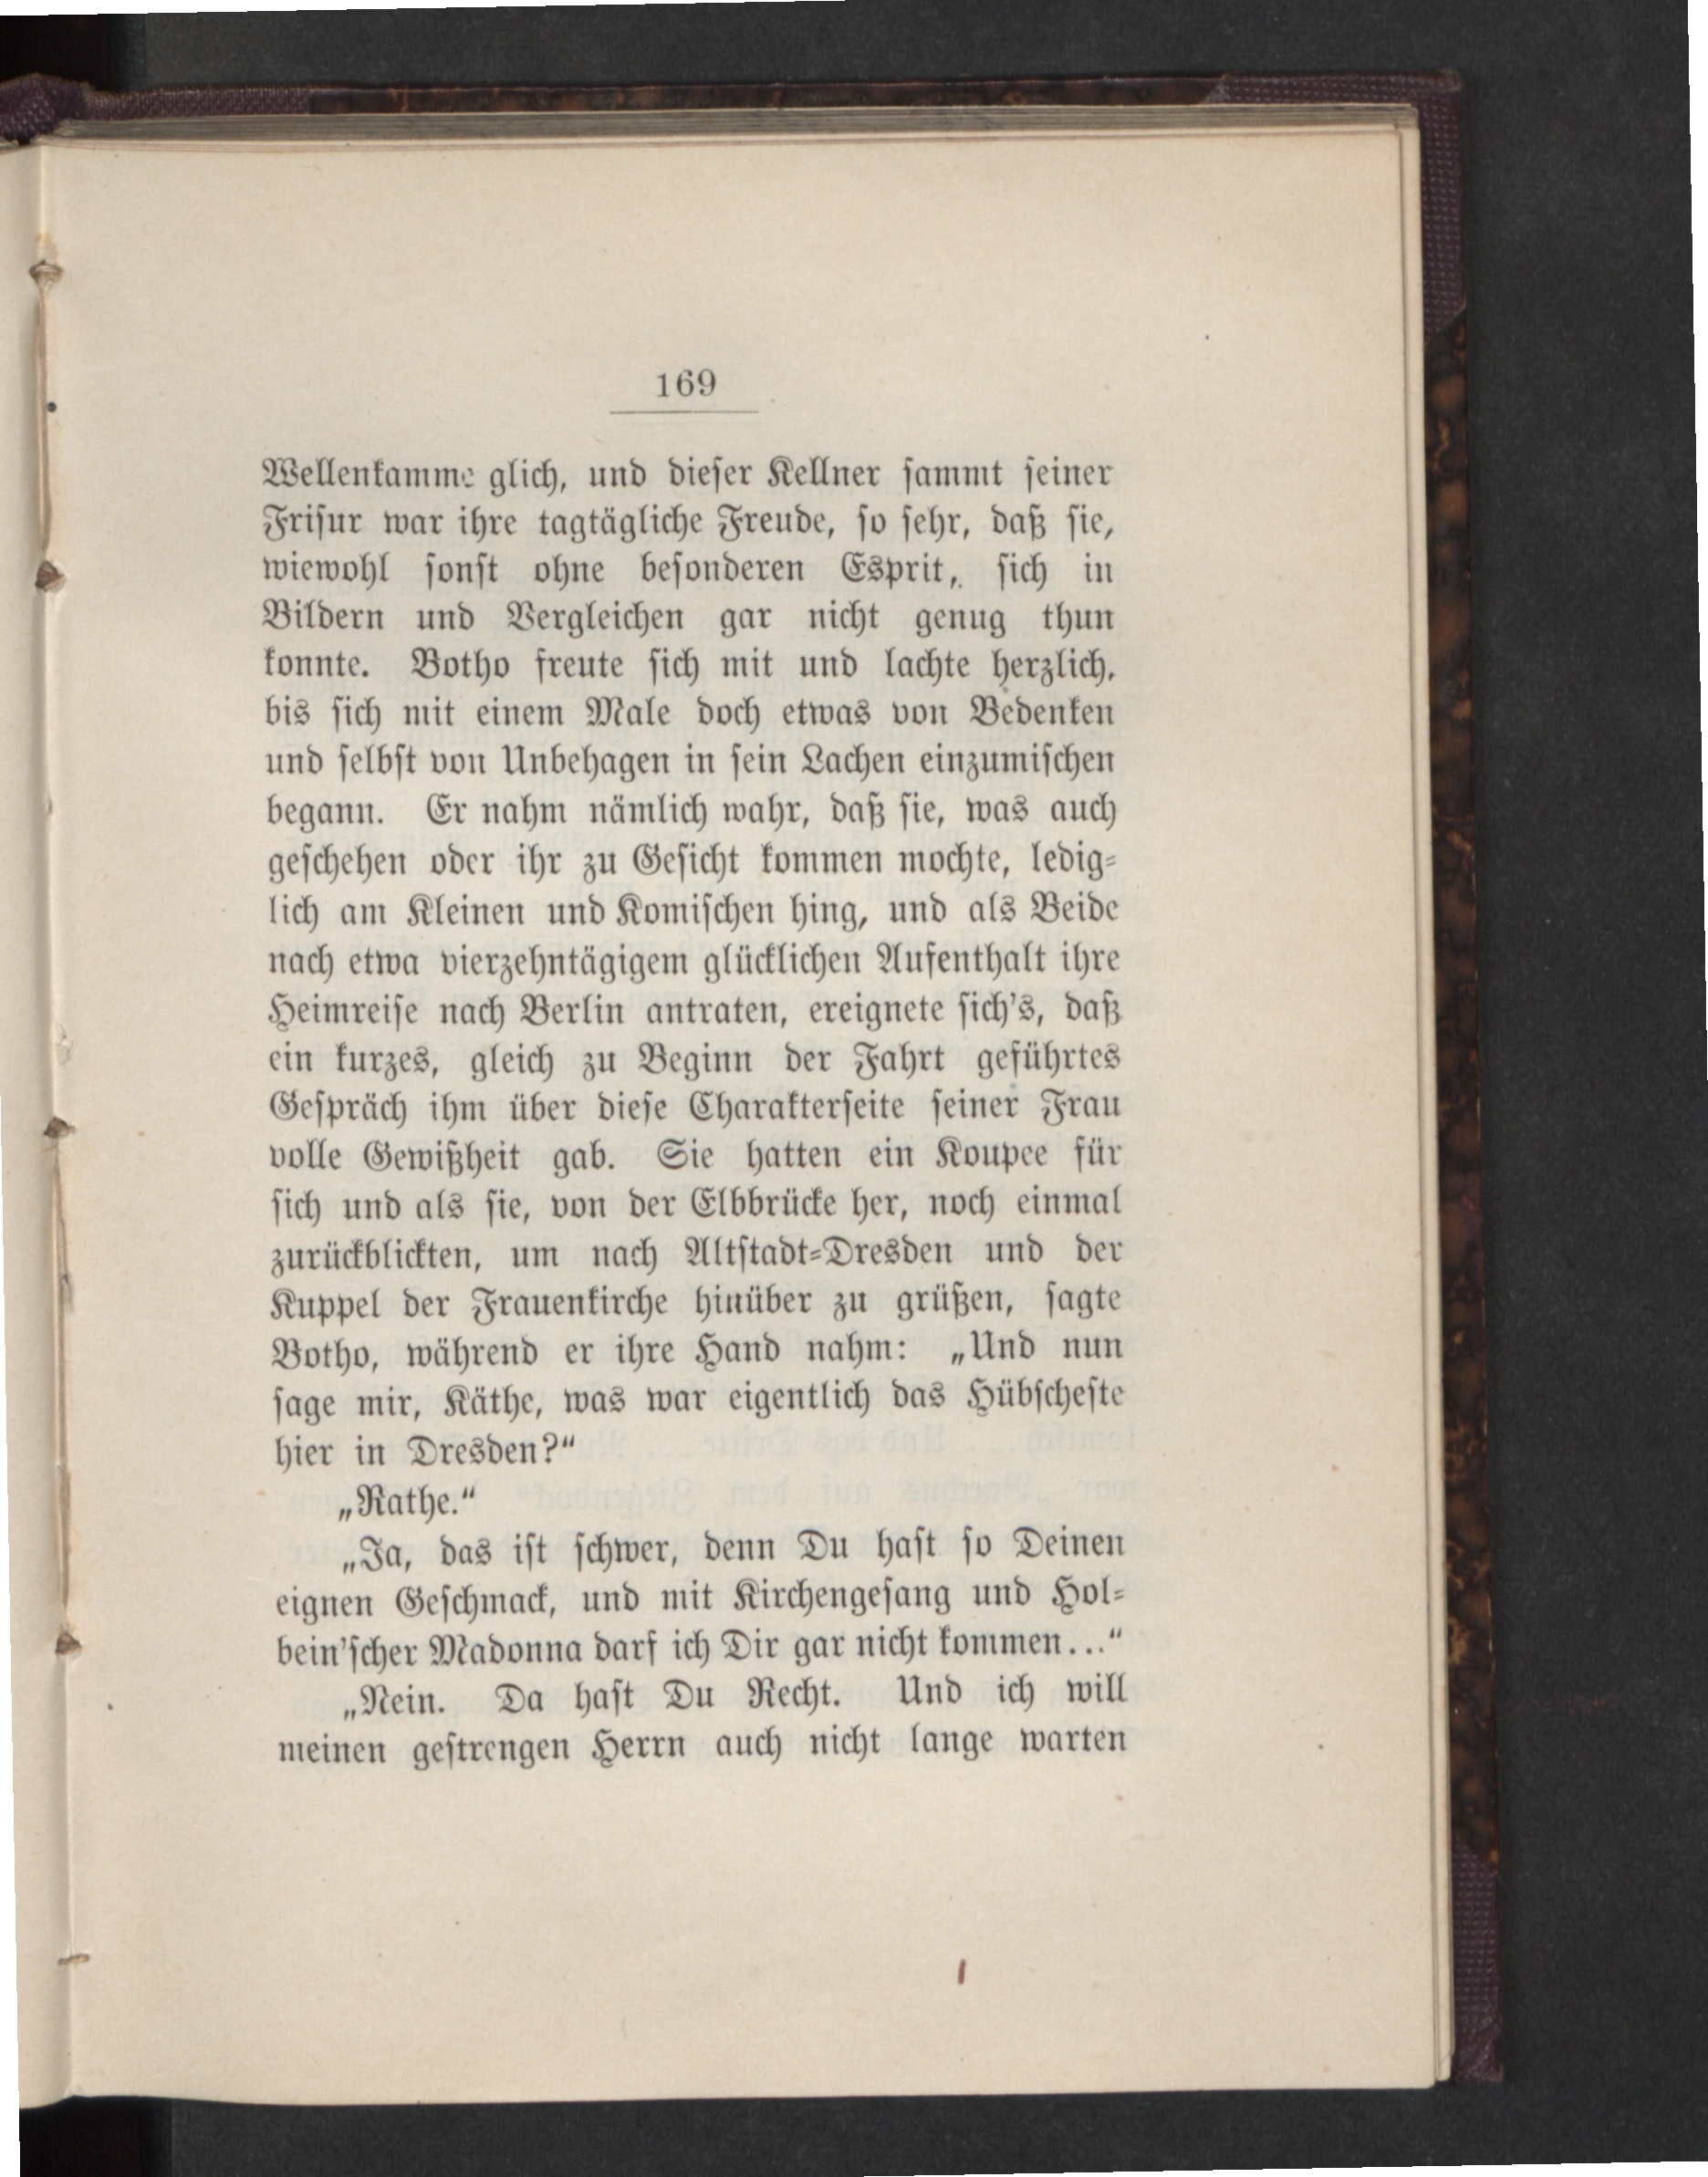 169
Wellenkamme glich, und dieser Kellner sammt seiner
Frisur war ihre tagtägliche Freude, so sehr, daß sie,
wiewohl sonst ohne besonderen Esprit, sich in
Bildern und Vergleichen gar nicht genug thun
konnte. Botho freute sich mit und lachte herzlich,
bis sich mit einem Male doch etwas von Bedenken
und selbst von Unbehagen in sein Lachen einzumischen
begann. Er nahm nämlich wahr, daß sie, was auch
geschehen oder ihr zu Gesicht kommen mochte, ledig-
lich am Kleinen und Komischen hing, und als Beide
nach etwa vierzehntägigem glücklichen Aufenthalt ihre
Heimreise nach Berlin antraten, ereignete sich's, daß
ein kurzes, gleich zu Beginn der Fahrt geführtes
Gespräch ihm über diese Charakterseite seiner Frau
volle Gewißheit gab. Sie hatten ein Koupee für
sich und als sie, von der Elbbrücke her, noch einmal
zurückblickten, um nach Altstadt-Dresden und der
Kuppel der Frauenkirche hinüber zu grüßen, sagte
Botho, während er ihre Hand nahm: „Und nun
sage mir, Käthe, was war eigentlich das Hübscheste
hier in Dresden?“
„Rathe.“
„Ja, das ist schwer, denn Du hast so Deinen
eignen Geschmack, und mit Kirchengesang und Hol-
bein'scher Madonna darf ich Dir gar nicht kommen...“
„Nein. Da hast Du Recht. Und ich will
meinen gestrengen Herrn auch nicht lange warten